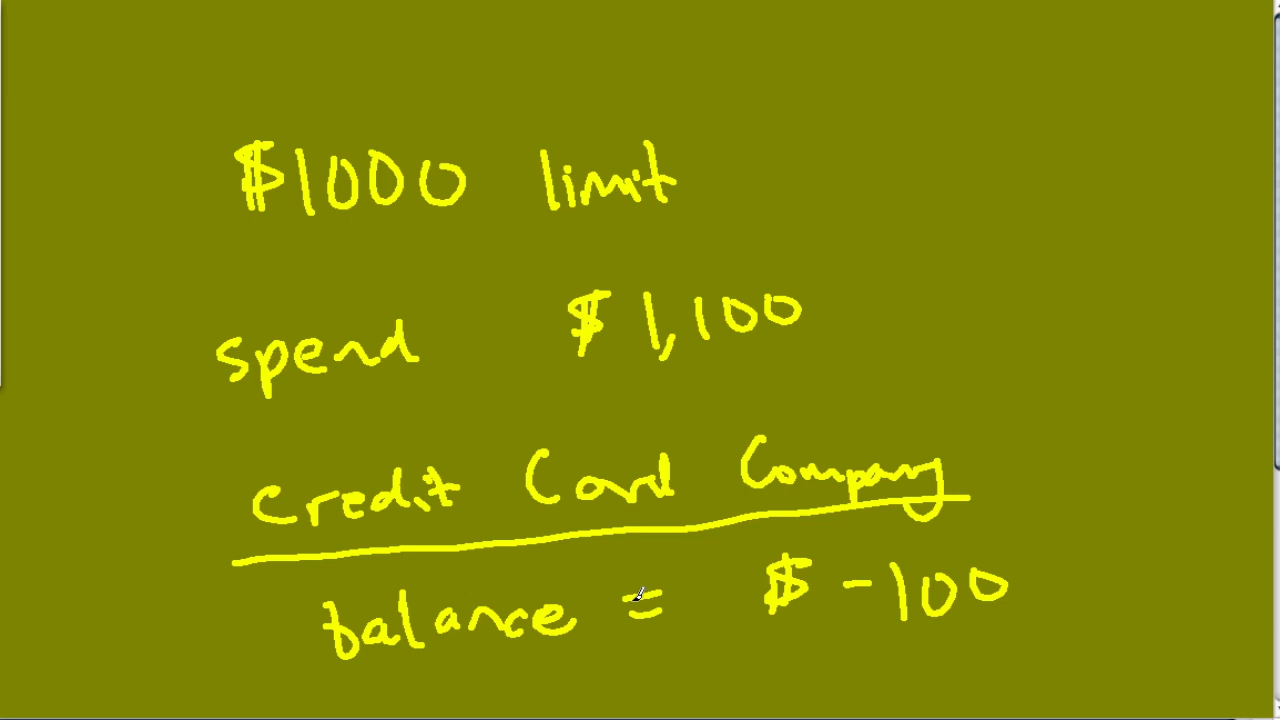 $1000 limit
spend $1,100
Credit Card Company
balance = $ -100